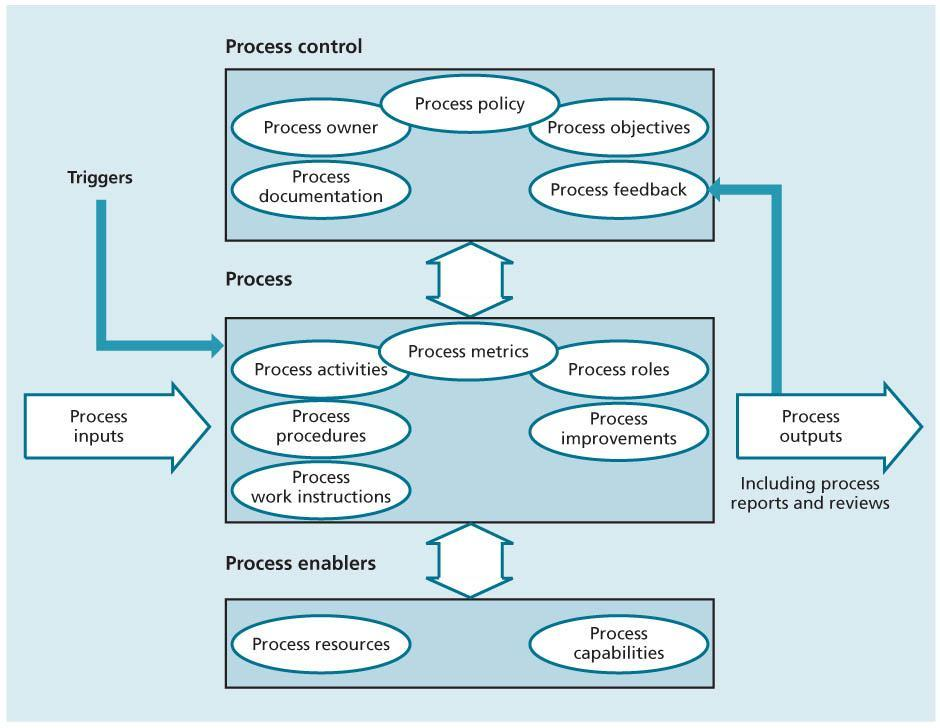 Process control
Process policy
Process owner
Process objectives
Process
documentation
Process feedback
Triggers
Process
Process metrics
Process activities
Process roles
Process
inputs
Process
procedures
Process
improvements
Process
outputs
Process
work instructions
Including process
reports and reviews
Process enablers
Process resources
Process
capabilities